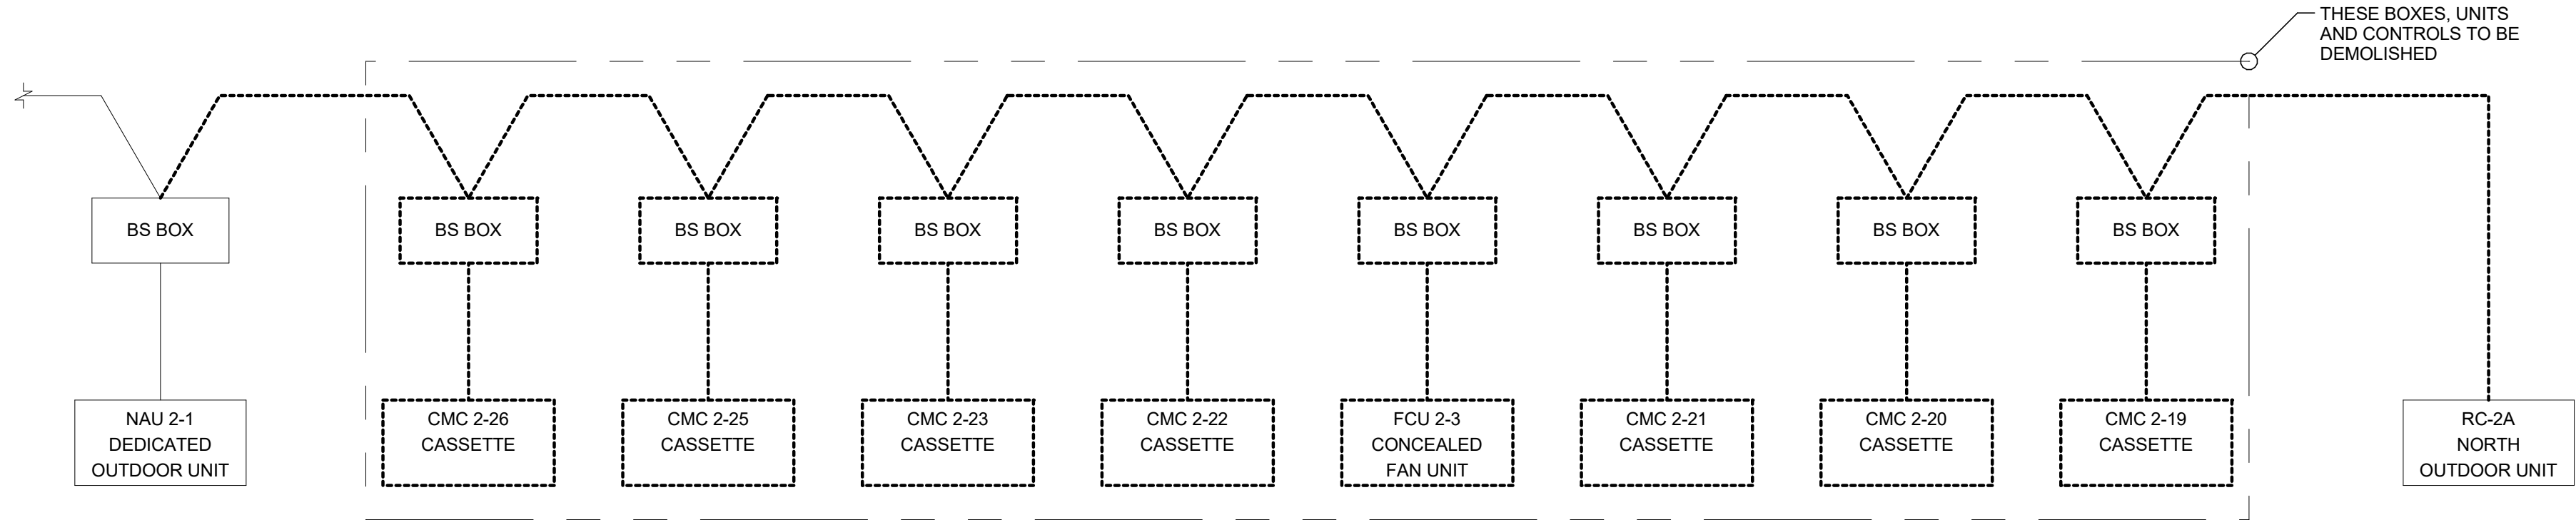 THESE BOXES, UNITS
AND CONTROLS TO BE
DEMOLISHED
BS BOX
BS BOX
BS BOX
BS BOX
BS BOX
BS BOX
BS BOX
BS BOX
BS BOX
NAU 2-1
DEDICATED
OUTDOOR UNIT
CMC 2-26
CASSETTE
CMC 2-25
CASSETTE
CMC 2-23
CASSETTE
CMC 2-22
CASSETTE
FCU 2-3
CONCEALED
FAN UNIT
CMC 2-21
CASSETTE
CMC 2-20
CASSETTE
CMC 2-19
CASSETTE
RC-2A
NORTH
OUTDOOR UNIT